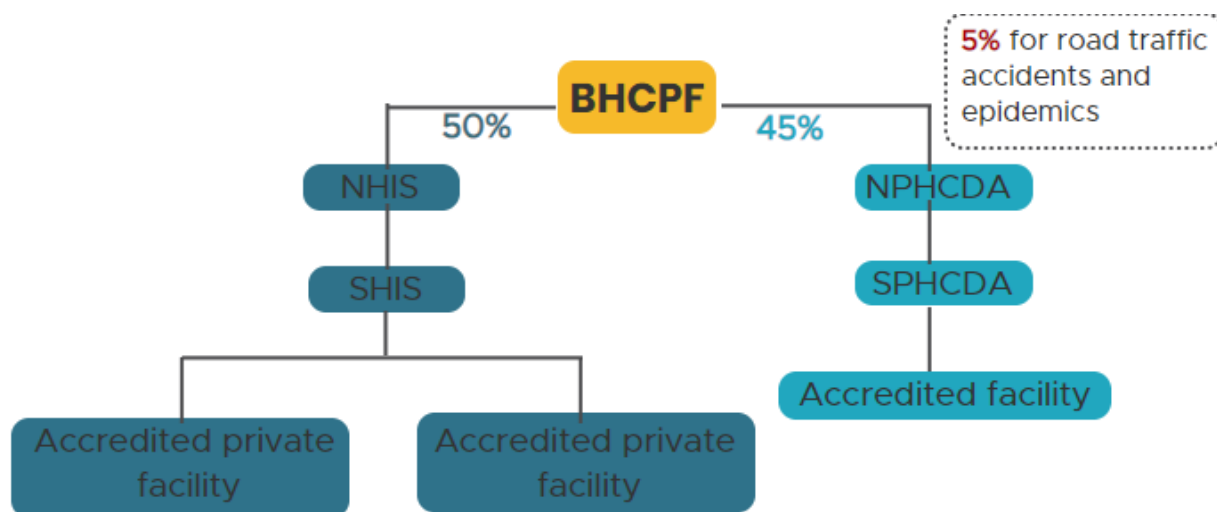 5% for road traffic
accidents and
epidemics
BHCPF
50%
45%
NHIS
NPHCDA
SHIS
SPHCDA
Accredited facility
Accredited private
facility
Accredited private
facility